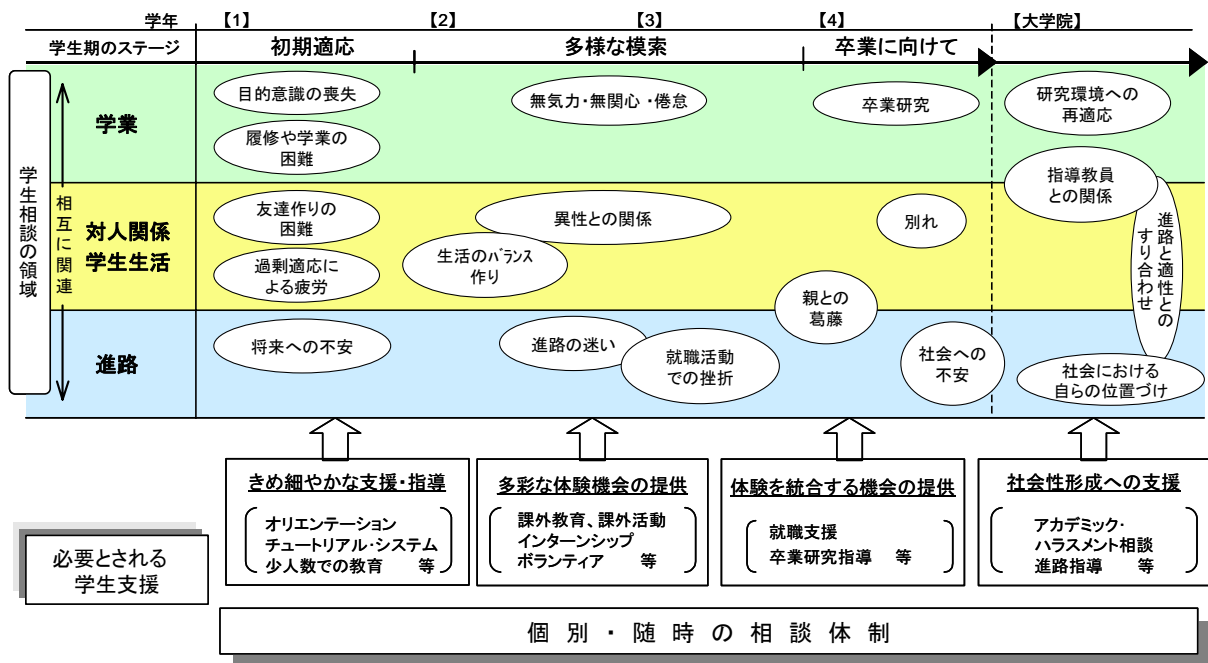 学年
【1】
【2】
【3】
【4】
【大学院】
学生期のステージ
初期適応
多様な模索
卒業に向けて
学生相談の領域
相互に関連
学業
目的意識の喪失
履修や学業の
困難
無気力・無関心・倦怠
卒業研究
研究環境への
再適応
指導教員
との関係
対人関係
学生生活
友達作りの
困難
過剰適応に
よる疲労
異性との関係
生活のバランス
作り
別れ
親との
葛藤
進路と適性との
すり合わせ
進路
将来への不安
進路の迷い
就職活動
での挫折
社会への
不安
社会における
自らの位置づけ
必要とされる
学生支援
きめ細やかな支援・指導
オリエンテーション
チュートリアル・システム
少人数での教育 等
多彩な体験機会の提供
課外教育、課外活動
インターンシップ
ボランティア 等
体験を統合する機会の提供
就職支援
卒業研究指導 等
社会性形成への支援
アカデミック・
ハラスメント相談
進路指導 等
個別・随時の相談体制